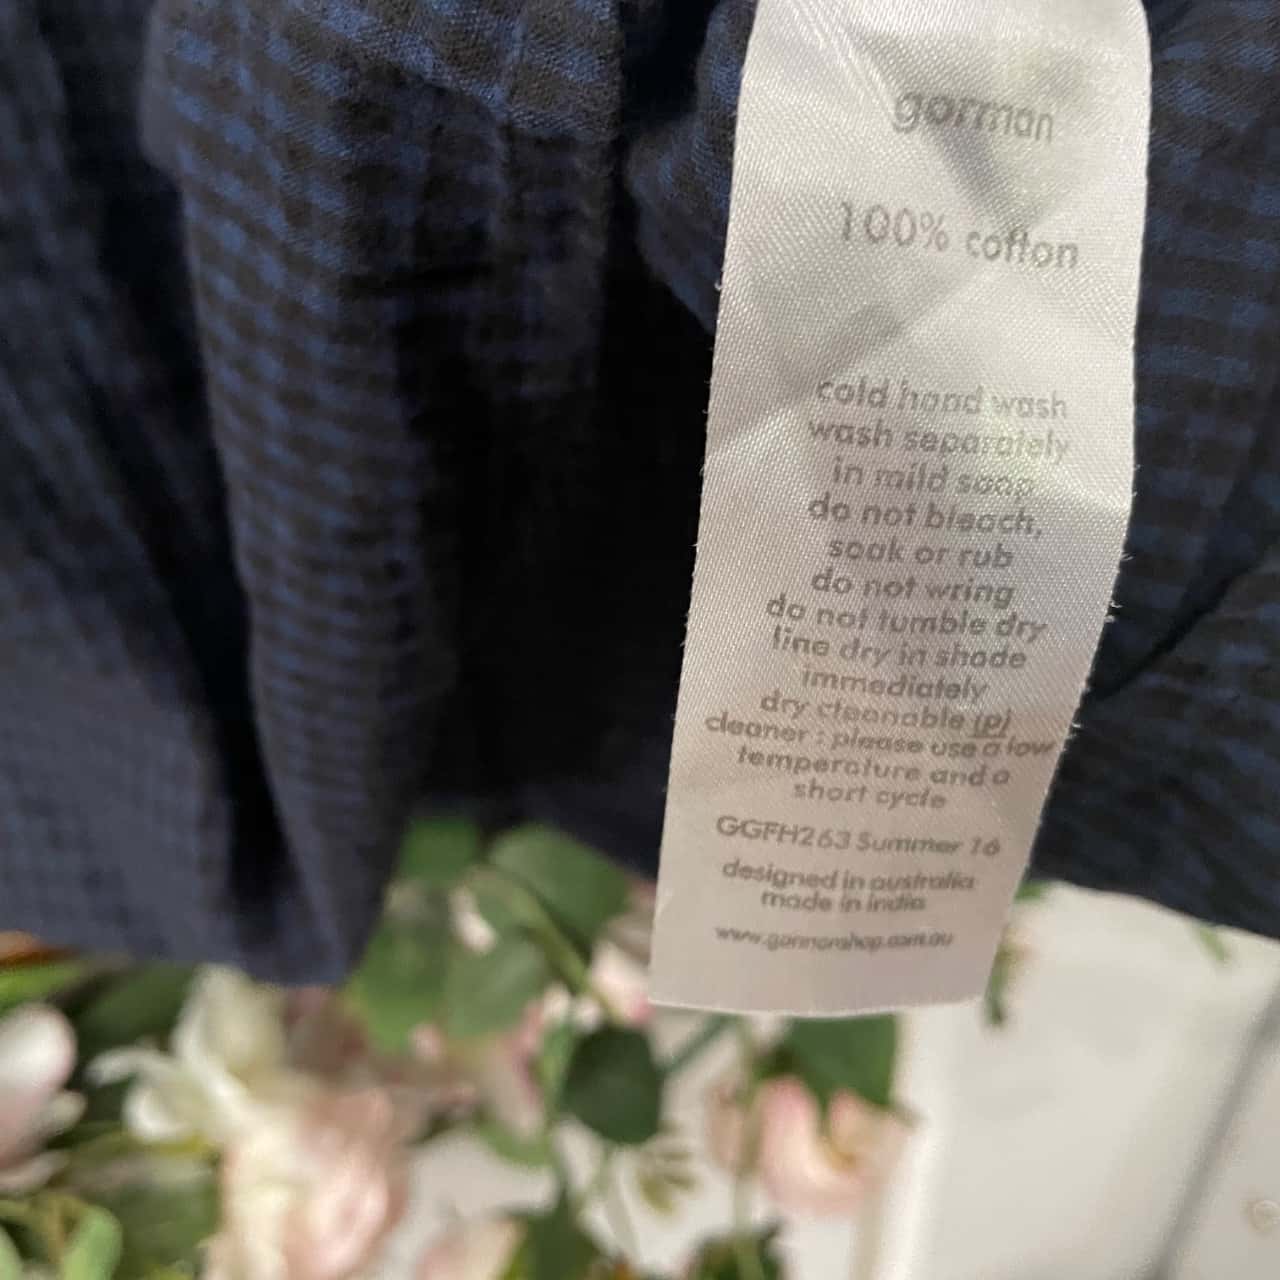 gorman
100% cotton
cold hand wash
wash separately
in mild soap
do not bleach,
soak or rub
do not wring
do not tumble dry
line dry in shade
immediately
dry cleanable (p)
cleaner : please use a low
temperature and a
short cycle
GGFH263 Summer 16
designed in australia
made in india
www.gormanshop.com.au